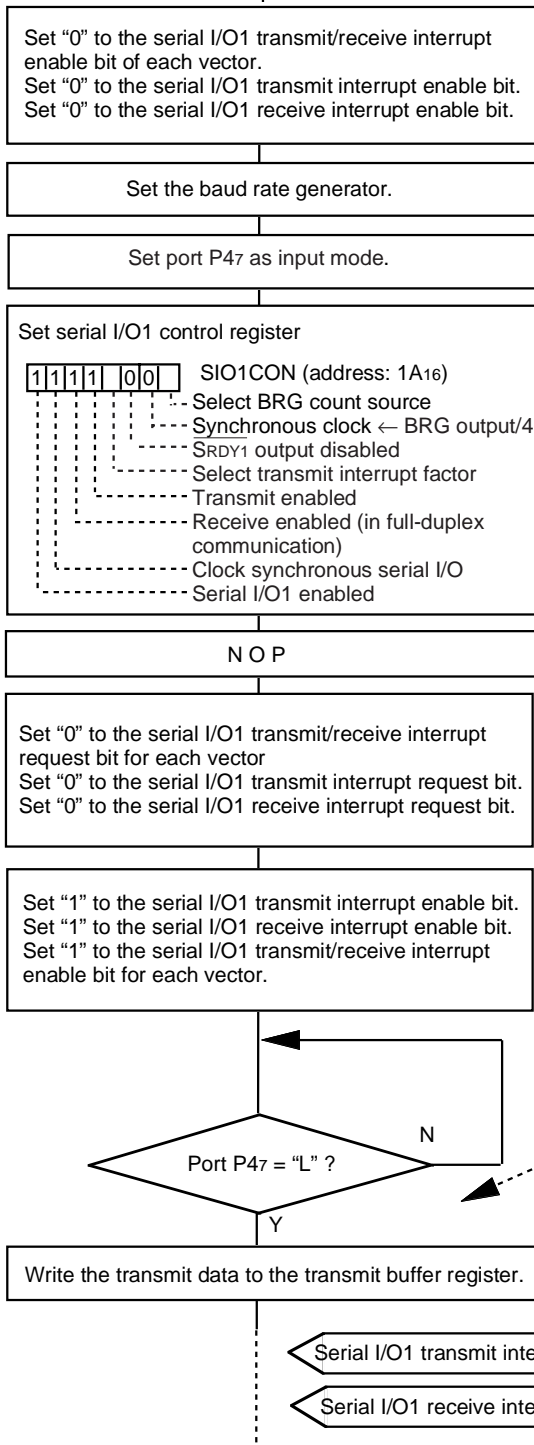 Set “0” to the serial I/O1 transmit/receive interrupt
enable bit of each vector.
Set “0” to the serial I/O1 transmit interrupt enable bit.
Set “0” to the serial I/O1 receive interrupt enable bit.
Set the baud rate generator.
Set port P47 as input mode.
Set serial I/O1 control register
1 1 1 1 0 0 SIO1CON (address: 1A16)
Select BRG count source
Synchronous clock ← BRG output/4
SRDY1 output disabled
Select transmit interrupt factor
Transmit enabled
Receive enabled (in full-duplex
communication)
Clock synchronous serial I/O
Serial I/O1 enabled
N O P
Set “0” to the serial I/O1 transmit/receive interrupt
request bit for each vector
Set “0” to the serial I/O1 transmit interrupt request bit.
Set “0” to the serial I/O1 receive interrupt request bit.
Set “1” to the serial I/O1 transmit interrupt enable bit.
Set “1” to the serial I/O1 receive interrupt enable bit.
Set “1” to the serial I/O1 transmit/receive interrupt
enable bit for each vector.
N
Port P47 = “L” ?
Y
Write the transmit data to the transmit buffer register.
Serial I/O1 transmit inte
Serial I/O1 receive inte